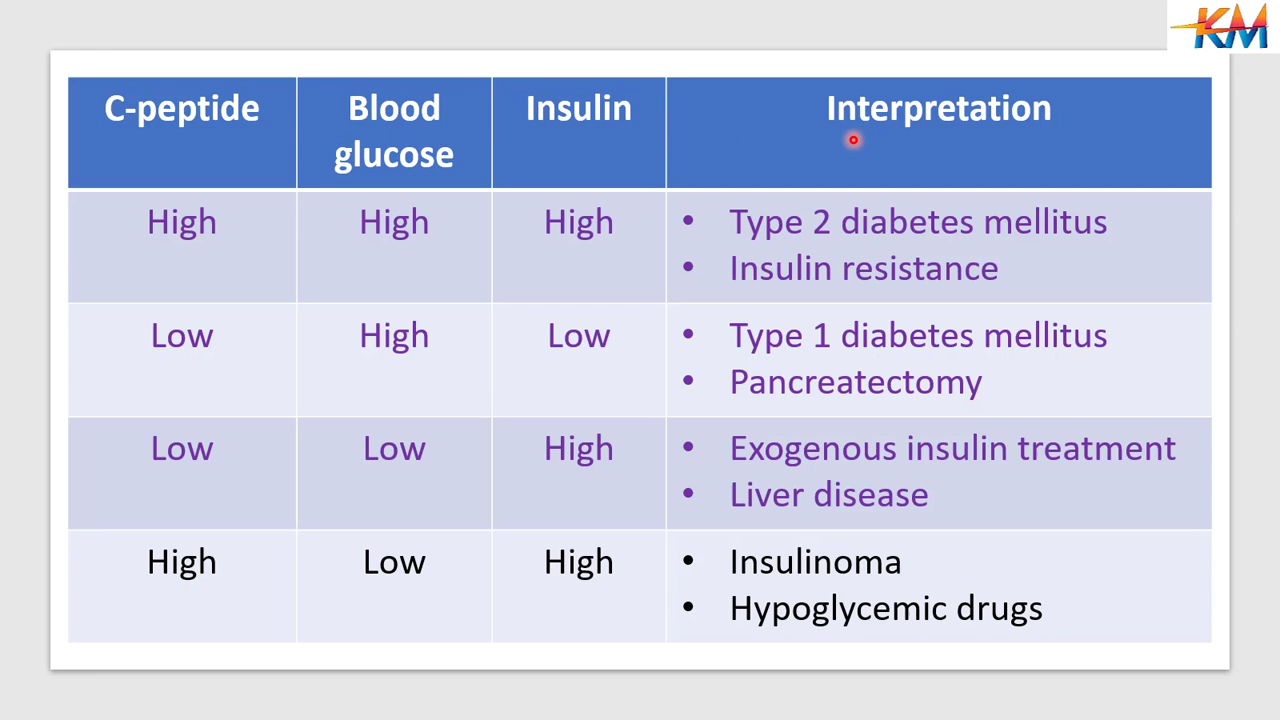 KM
C-peptide
Blood
glucose
Insulin
Interpretation
High
High
High
• Type 2 diabetes mellitus
• Insulin resistance
Low
High
Low
• Type 1 diabetes mellitus
• Pancreatectomy
Low
Low
High
• Exogenous insulin treatment
• Liver disease
High
Low
High
• Insulinoma
• Hypoglycemic drugs